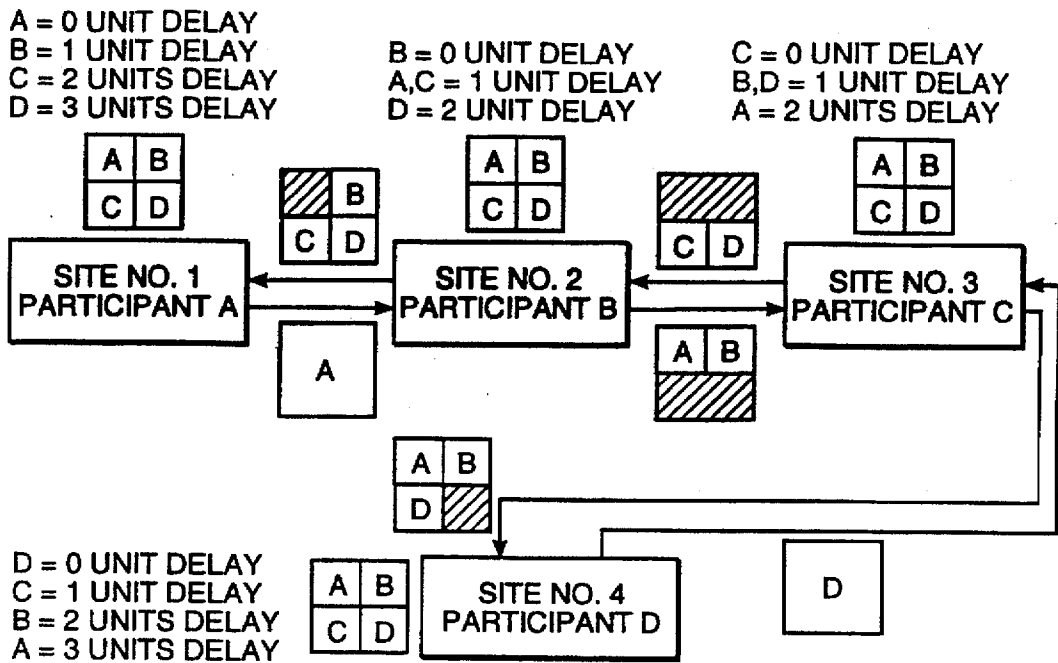 A = 0 UNIT DELAY
B = 1 UNIT DELAY
C = 2 UNITS DELAY
D = 3 UNITS DELAY
B = 0 UNIT DELAY
A,C = 1 UNIT DELAY
D = 2 UNIT DELAY
C = 0 UNIT DELAY
B,D = 1 UNIT DELAY
A = 2 UNITS DELAY
A B
C D
B
C D
A B
C D
C D
A B
C D
SITE NO. 1
PARTICIPANT A
SITE NO. 2
PARTICIPANT B
SITE NO. 3
PARTICIPANT C
A
A B
A B
D
D = 0 UNIT DELAY
C = 1 UNIT DELAY
B = 2 UNITS DELAY
A = 3 UNITS DELAY
A B
C D
SITE NO. 4
PARTICIPANT D
D